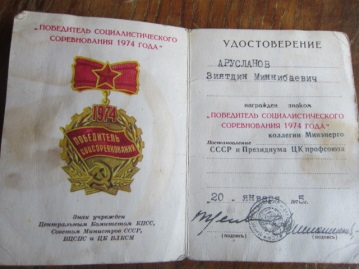 "ПОБЕДИТЕЛЬ СОЦИАЛИСТИЧЕСКОГО
СОРЕВНОВАНИЯ 1974 ГОДА"
1974
ПОБЕДИТЕЛЬ
СОЦСОРЕВНОВАНИЯ
Знак учрежден
Центральным Комитетом КПСС,
Советом Министров СССР,
ВЦСПС и ЦК ВЛКСМ
УДОСТОВЕРЕНИЕ
АРУСЛАНОВ
Зиятдин Миннибаевич
награжден знаком
"ПОБЕДИТЕЛЬ СОЦИАЛИСТИЧЕСКОГО
СОРЕВНОВАНИЯ 1974 ГОДА"
коллегии Минэнерго
Постановление
СССР и Президиума ЦК профсоюза
20 января
(подпись) (подпись)